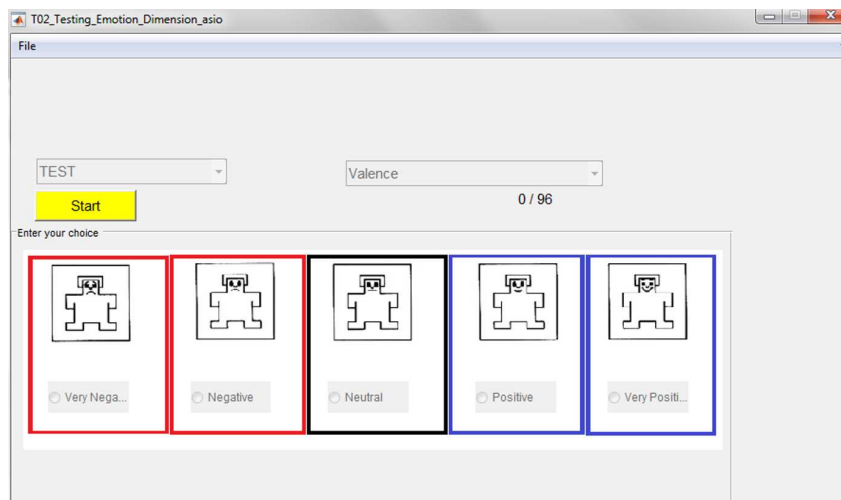 T02_Testing_Emotion_Dimension_asio
File
TEST
Valence
Start
0 / 96
Enter your choice
Very Nega...
Negative
Neutral
Positive
Very Positi...